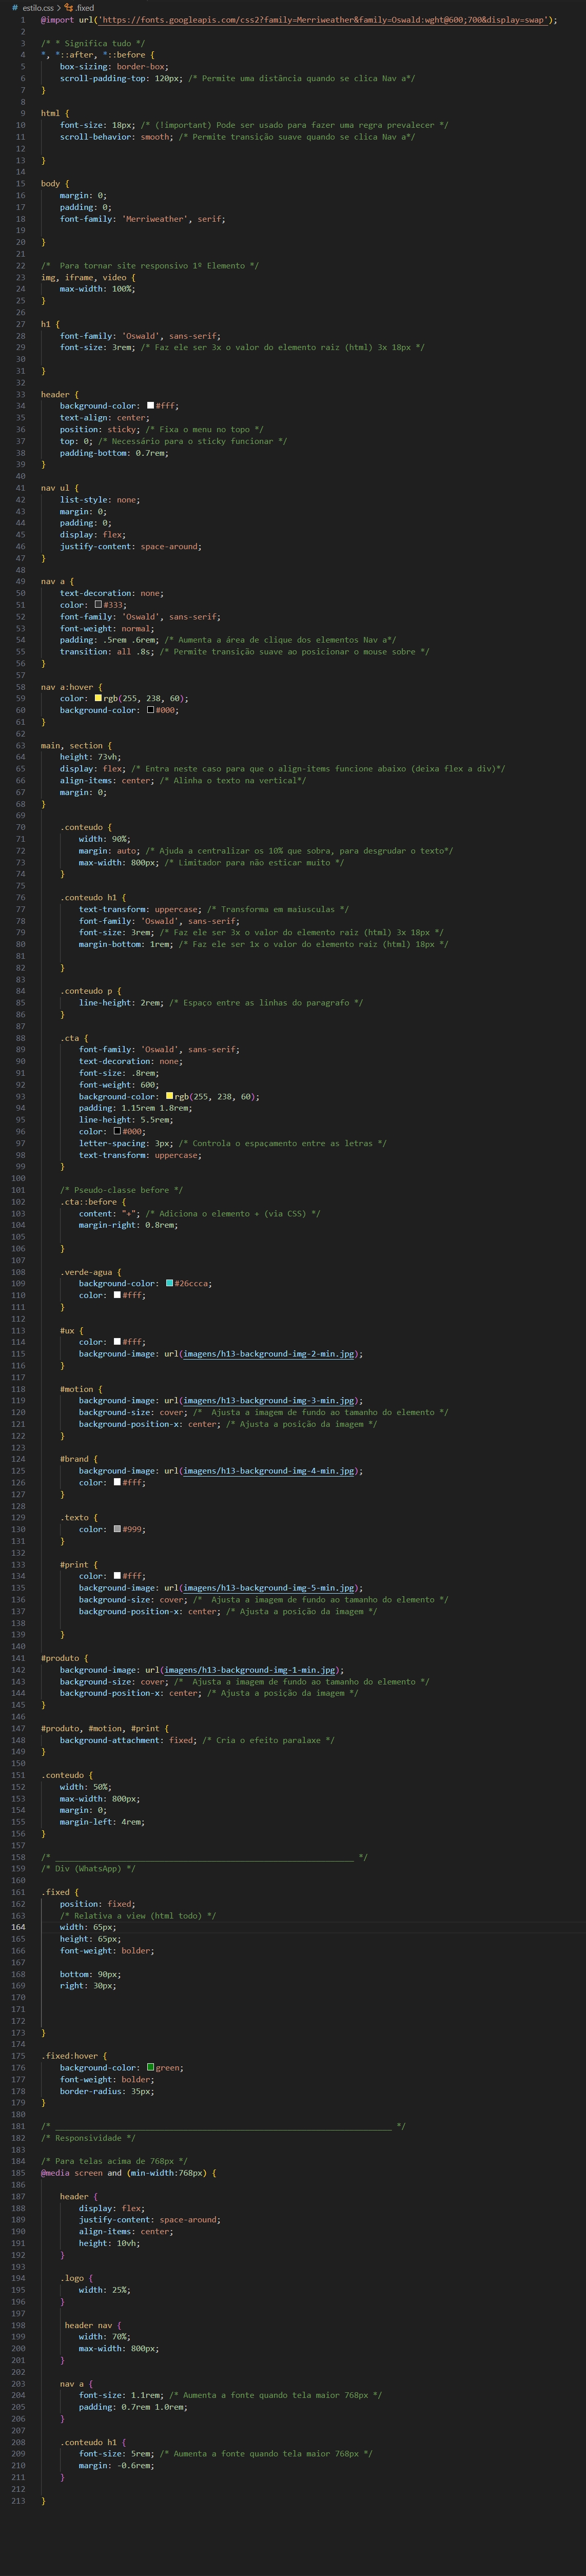 # estilo.css > .fixed
1 @import url('https://fonts.googleapis.com/css2?family=Merriweather&family=Oswald:wght@600;700&display=swap');
2
3 /* * Significa tudo */
4 *, *::after, *::before {
5 box-sizing: border-box;
6 scroll-padding-top: 120px; /* Permite uma distância quando se clica Nav a*/
7 }
8
9 html {
10 font-size: 18px; /* (!important) Pode ser usado para fazer uma regra prevalecer */
11 scroll-behavior: smooth; /* Permite transição suave quando se clica Nav a*/
12
13 }
14
15 body {
16 margin: 0;
17 padding: 0;
18 font-family: 'Merriweather', serif;
19
20 }
21
22 /*  Para tornar site responsivo 1º Elemento */
23 img, iframe, video {
24 max-width: 100%;
25 }
26
27 h1 {
28 font-family: 'Oswald', sans-serif;
29 font-size: 3rem; /* Faz ele ser 3x o valor do elemento raiz (html) 3x 18px */
30
31 }
32
33 header {
34 background-color: #fff;
35 text-align: center;
36 position: sticky; /* Fixa o menu no topo */
37 top: 0; /* Necessário para o sticky funcionar */
38 padding-bottom: 0.7rem;
39 }
40
41 nav ul {
42 list-style: none;
43 margin: 0;
44 padding: 0;
45 display: flex;
46 justify-content: space-around;
47 }
48
49 nav a {
50 text-decoration: none;
51 color: #333;
52 font-family: 'Oswald', sans-serif;
53 font-weight: normal;
54 padding: .5rem .6rem; /* Aumenta a área de clique dos elementos Nav a*/
55 transition: all .8s; /* Permite transição suave ao posicionar o mouse sobre */
56 }
57
58 nav a:hover {
59 color: rgb(255, 238, 60);
60 background-color: #000;
61 }
62
63 main, section {
64 height: 73vh;
65 display: flex; /* Entra neste caso para que o align-items funcione abaixo (deixa flex a div)*/
66 align-items: center; /* Alinha o texto na vertical*/
67 margin: 0;
68 }
69
70 .conteudo {
71 width: 90%;
72 margin: auto; /* Ajuda a centralizar os 10% que sobra, para desgrudar o texto*/
73 max-width: 800px; /* Limitador para não esticar muito */
74 }
75
76 .conteudo h1 {
77 text-transform: uppercase; /* Transforma em maiusculas */
78 font-family: 'Oswald', sans-serif;
79 font-size: 3rem; /* Faz ele ser 3x o valor do elemento raiz (html) 3x 18px */
80 margin-bottom: 1rem; /* Faz ele ser 1x o valor do elemento raiz (html) 18px */
81
82 }
83
84 .conteudo p {
85 line-height: 2rem; /* Espaço entre as linhas do paragrafo */
86 }
87
88 .cta {
89 font-family: 'Oswald', sans-serif;
90 text-decoration: none;
91 font-size: .8rem;
92 font-weight: 600;
93 background-color: rgb(255, 238, 60);
94 padding: 1.15rem 1.8rem;
95 line-height: 5.5rem;
96 color: #000;
97 letter-spacing: 3px; /* Controla o espaçamento entre as letras */
98 text-transform: uppercase;
99 }
100
101 /* Pseudo-classe before */
102 .cta::before {
103 content: "+"; /* Adiciona o elemento + (via CSS) */
104 margin-right: 0.8rem;
105
106 }
107
108 .verde-agua {
109 background-color: #26ccca;
110 color: #fff;
111 }
112
113 #ux {
114 color: #fff;
115 background-image: url(imagens/h13-background-img-2-min.jpg);
116 }
117
118 #motion {
119 background-image: url(imagens/h13-background-img-3-min.jpg);
120 background-size: cover; /*  Ajusta a imagem de fundo ao tamanho do elemento */
121 background-position-x: center; /* Ajusta a posição da imagem */
122 }
123
124 #brand {
125 background-image: url(imagens/h13-background-img-4-min.jpg);
126 color: #fff;
127 }
128
129 .texto {
130 color: #999;
131 }
132
133 #print {
134 color: #fff;
135 background-image: url(imagens/h13-background-img-5-min.jpg);
136 background-size: cover; /*  Ajusta a imagem de fundo ao tamanho do elemento */
137 background-position-x: center; /* Ajusta a posição da imagem */
138
139 }
140
141 #produto {
142 background-image: url(imagens/h13-background-img-1-min.jpg);
143 background-size: cover; /*  Ajusta a imagem de fundo ao tamanho do elemento */
144 background-position-x: center; /* Ajusta a posição da imagem */
145 }
146
147 #produto, #motion, #print {
148 background-attachment: fixed; /* Cria o efeito paralaxe */
149 }
150
151 .conteudo {
152 width: 50%;
153 max-width: 800px;
154 margin: 0;
155 margin-left: 4rem;
156 }
157
158 /* ________________________________________________________________ */
159 /* Div (WhatsApp) */
160
161 .fixed {
162 position: fixed;
163 /* Relativa a view (html todo) */
164 width: 65px;
165 height: 65px;
166 font-weight: bolder;
167
168 bottom: 90px;
169 right: 30px;
170
171
172
173 }
174
175 .fixed:hover {
176 background-color: green;
177 font-weight: bolder;
178 border-radius: 35px;
179 }
180
181 /* ________________________________________________________________________ */
182 /* Responsividade */
183
184 /* Para telas acima de 768px */
185 @media screen and (min-width:768px) {
186
187 header {
188 display: flex;
189 justify-content: space-around;
190 align-items: center;
191 height: 10vh;
192 }
193
194 .logo {
195 width: 25%;
196 }
197
198 header nav {
199 width: 70%;
200 max-width: 800px;
201 }
202
203 nav a {
204 font-size: 1.1rem; /* Aumenta a fonte quando tela maior 768px */
205 padding: 0.7rem 1.0rem;
206 }
207
208 .conteudo h1 {
209 font-size: 5rem; /* Aumenta a fonte quando tela maior 768px */
210 margin: -0.6rem;
211 }
212
213 }